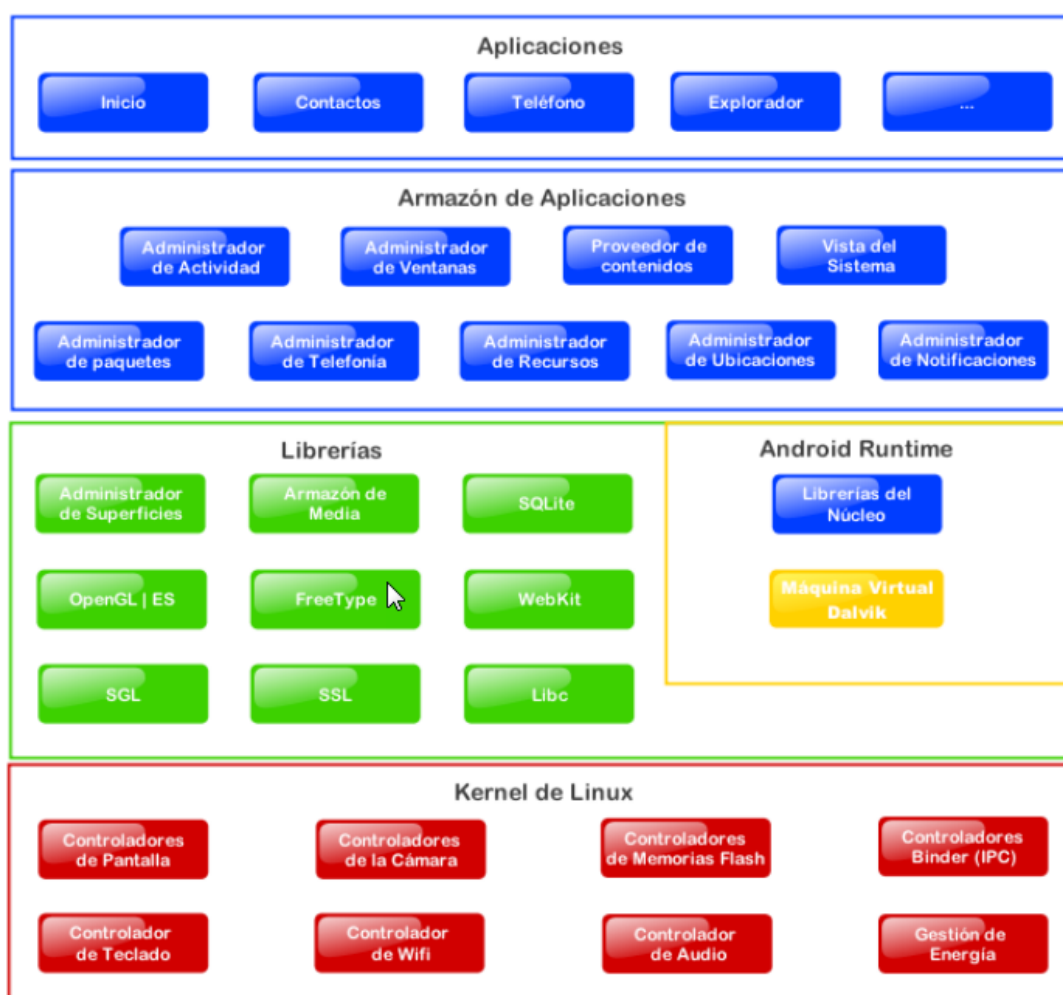 Aplicaciones
Inicio
Contactos
Teléfono
Explorador
...
Armazón de Aplicaciones
Administrador
de Actividad
Administrador
de Ventanas
Proveedor de
contenidos
Vista del
Sistema
Administrador
de paquetes
Administrador
de Telefonía
Administrador
de Recursos
Administrador
de Ubicaciones
Administrador
de Notificaciones
Librerías
Administrador
de Superficies
Armazón de
Media
SQLite
OpenGL | ES
FreeType
WebKit
SGL
SSL
Libc
Android Runtime
Librerías del
Núcleo
Máquina Virtual
Dalvik
Kernel de Linux
Controladores
de Pantalla
Controladores
de la Cámara
Controladores
de Memorias Flash
Controladores
Binder (IPC)
Controlador
de Teclado
Controlador
de Wifi
Controlador
de Audio
Gestión de
Energía